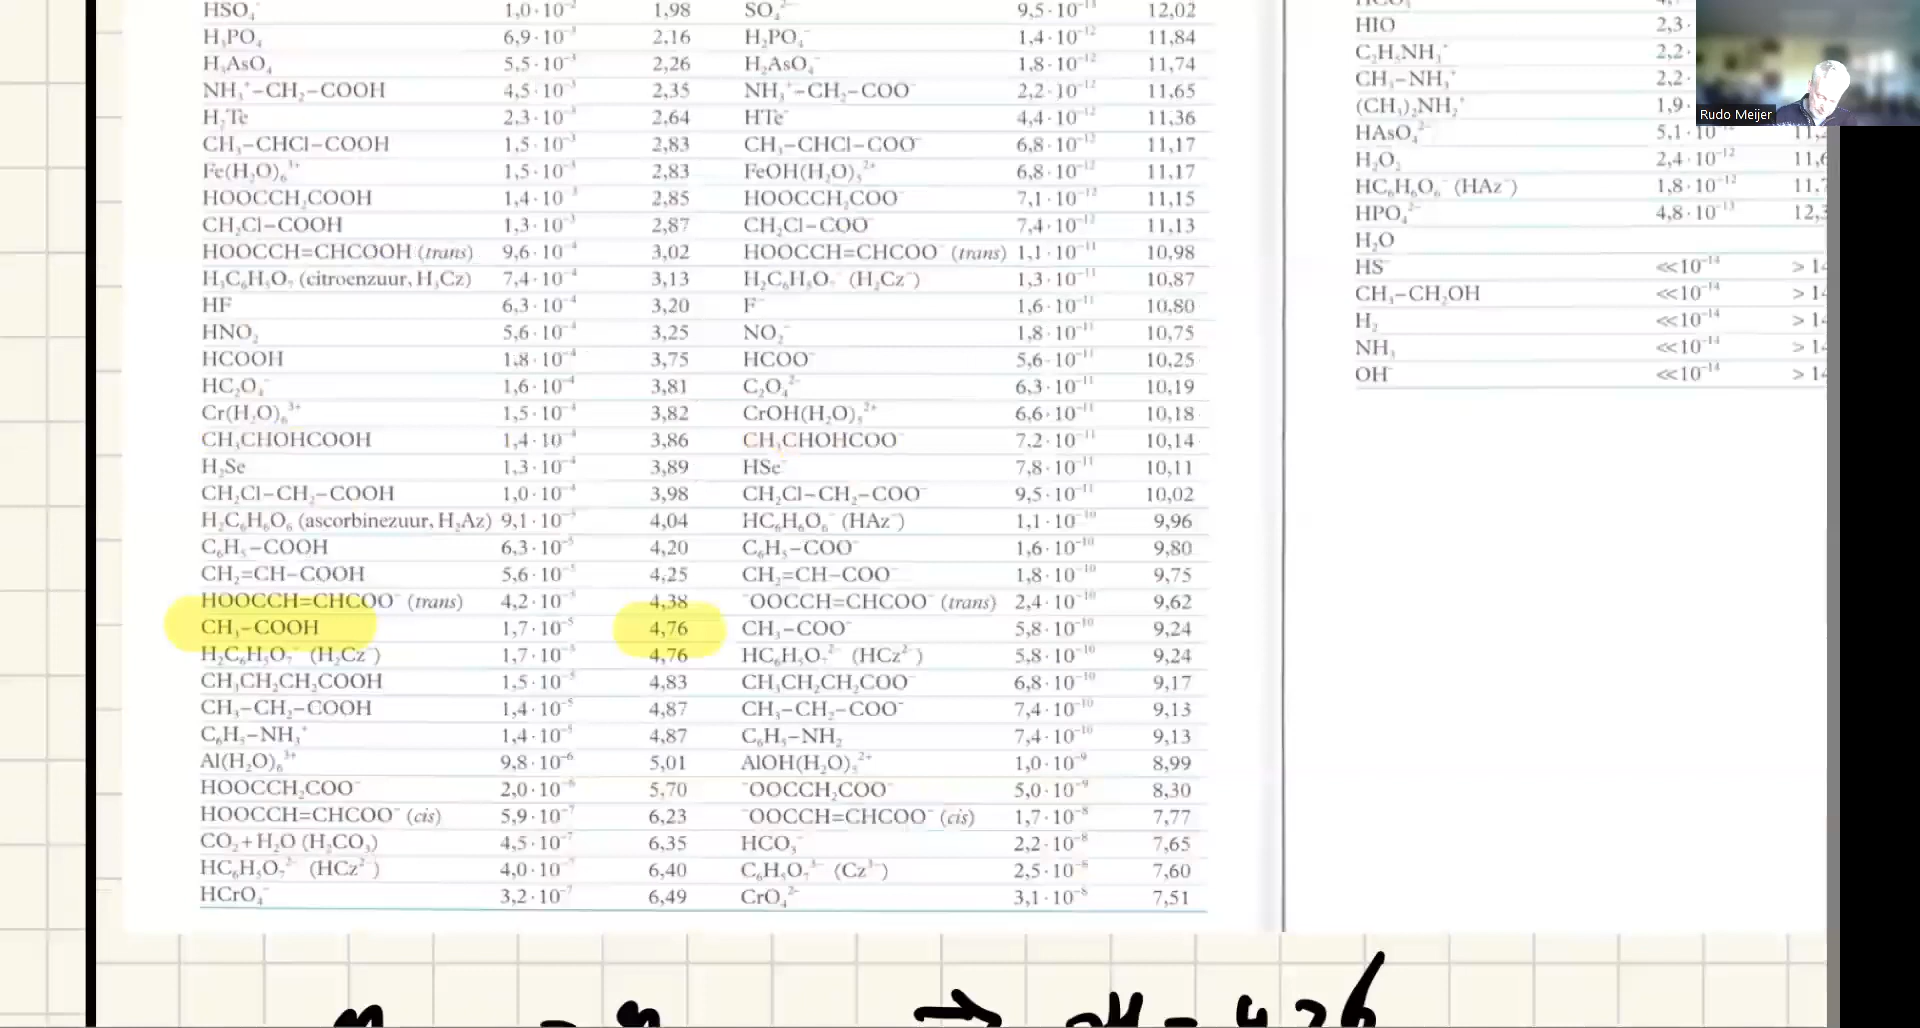 HSO₄⁻ 1,0·10⁻² 1,98 SO₄²⁻ 9,5·10⁻¹³ 12,02
H₃PO₄ 6,9·10⁻³ 2,16 H₂PO₄⁻ 1,4·10⁻¹² 11,84
H₃AsO₄ 5,5·10⁻³ 2,26 H₂AsO₄⁻ 1,8·10⁻¹² 11,74
NH₃⁺–CH₂–COOH 4,5·10⁻³ 2,35 NH₃⁺–CH₂–COO⁻ 2,2·10⁻¹² 11,65
H₂Te 2,3·10⁻³ 2,64 HTe⁻ 4,4·10⁻¹² 11,36
CH₃–CHCl–COOH 1,5·10⁻³ 2,83 CH₃–CHCl–COO⁻ 6,8·10⁻¹² 11,17
Fe(H₂O)₆³⁺ 1,5·10⁻³ 2,83 FeOH(H₂O)₅²⁺ 6,8·10⁻¹² 11,17
HOOCCH₂COOH 1,4·10⁻³ 2,85 HOOCCH₂COO⁻ 7,1·10⁻¹² 11,15
CH₂Cl–COOH 1,3·10⁻³ 2,87 CH₂Cl–COO⁻ 7,4·10⁻¹² 11,13
HOOCCH=CHCOOH (trans) 9,6·10⁻⁴ 3,02 HOOCCH=CHCOO⁻ (trans) 1,1·10⁻¹¹ 10,98
H₃C₆H₅O₇ (citroenzuur, H₃Cz) 7,4·10⁻⁴ 3,13 H₂C₆H₅O₇⁻ (H₂Cz⁻) 1,3·10⁻¹¹ 10,87
HF 6,3·10⁻⁴ 3,20 F⁻ 1,6·10⁻¹¹ 10,80
HNO₂ 5,6·10⁻⁴ 3,25 NO₂⁻ 1,8·10⁻¹¹ 10,75
HCOOH 1,8·10⁻⁴ 3,75 HCOO⁻ 5,6·10⁻¹¹ 10,25
HC₂O₄⁻ 1,6·10⁻⁴ 3,81 C₂O₄²⁻ 6,3·10⁻¹¹ 10,19
Cr(H₂O)₆³⁺ 1,5·10⁻⁴ 3,82 CrOH(H₂O)₅²⁺ 6,6·10⁻¹¹ 10,18
CH₃CHOHCOOH 1,4·10⁻⁴ 3,86 CH₃CHOHCOO⁻ 7,2·10⁻¹¹ 10,14
H₂Se 1,3·10⁻⁴ 3,89 HSe⁻ 7,8·10⁻¹¹ 10,11
CH₂Cl–CH₂–COOH 1,0·10⁻⁴ 3,98 CH₂Cl–CH₂–COO⁻ 9,5·10⁻¹¹ 10,02
H₂C₆H₆O₆ (ascorbinezuur, H₂Az) 9,1·10⁻⁵ 4,04 HC₆H₆O₆⁻ (HAz⁻) 1,1·10⁻¹⁰ 9,96
C₆H₅–COOH 6,3·10⁻⁵ 4,20 C₆H₅–COO⁻ 1,6·10⁻¹⁰ 9,80
CH₂=CH–COOH 5,6·10⁻⁵ 4,25 CH₂=CH–COO⁻ 1,8·10⁻¹⁰ 9,75
HOOCCH=CHCOO⁻ (trans) 4,2·10⁻⁵ 4,38 ⁻OOCCH=CHCOO⁻ (trans) 2,4·10⁻¹⁰ 9,62
CH₃–COOH 1,7·10⁻⁵ 4,76 CH₃–COO⁻ 5,8·10⁻¹⁰ 9,24
H₂C₆H₅O₇⁻ (H₂Cz⁻) 1,7·10⁻⁵ 4,76 HC₆H₅O₇²⁻ (HCz²⁻) 5,8·10⁻¹⁰ 9,24
CH₃CH₂CH₂COOH 1,5·10⁻⁵ 4,83 CH₃CH₂CH₂COO⁻ 6,8·10⁻¹⁰ 9,17
CH₃–CH₂–COOH 1,4·10⁻⁵ 4,87 CH₃–CH₂–COO⁻ 7,4·10⁻¹⁰ 9,13
C₆H₅–NH₃⁺ 1,4·10⁻⁵ 4,87 C₆H₅–NH₂ 7,4·10⁻¹⁰ 9,13
Al(H₂O)₆³⁺ 9,8·10⁻⁶ 5,01 AlOH(H₂O)₅²⁺ 1,0·10⁻⁹ 8,99
HOOCCH₂COO⁻ 2,0·10⁻⁶ 5,70 ⁻OOCCH₂COO⁻ 5,0·10⁻⁹ 8,30
HOOCCH=CHCOO⁻ (cis) 5,9·10⁻⁷ 6,23 ⁻OOCCH=CHCOO⁻ (cis) 1,7·10⁻⁸ 7,77
CO₂+H₂O (H₂CO₃) 4,5·10⁻⁷ 6,35 HCO₃⁻ 2,2·10⁻⁸ 7,65
HC₆H₅O₇²⁻ (HCz²⁻) 4,0·10⁻⁷ 6,40 C₆H₅O₇³⁻ (Cz³⁻) 2,5·10⁻⁸ 7,60
HCrO₄⁻ 3,2·10⁻⁷ 6,49 CrO₄²⁻ 3,1·10⁻⁸ 7,51
HIO 2,3·
C₂H₅NH₃⁺ 2,2·
CH₃–NH₃⁺ 2,2·
(CH₃)₂NH₂⁺ 1,9·
HAsO₄²⁻ 5,1·10
H₂O₂ 2,4·10⁻¹² 11,6
HC₆H₆O₆⁻ (HAz⁻) 1,8·10⁻¹² 11,7
HPO₄²⁻ 4,8·10⁻¹³ 12,3
H₂O
HS⁻ <<10⁻¹⁴ > 14
CH₃–CH₂OH <<10⁻¹⁴ > 14
H₂ <<10⁻¹⁴ > 14
NH₃ <<10⁻¹⁴ > 14
OH⁻ <<10⁻¹⁴ > 14
Rudo Meijer
→ pH = 4,76